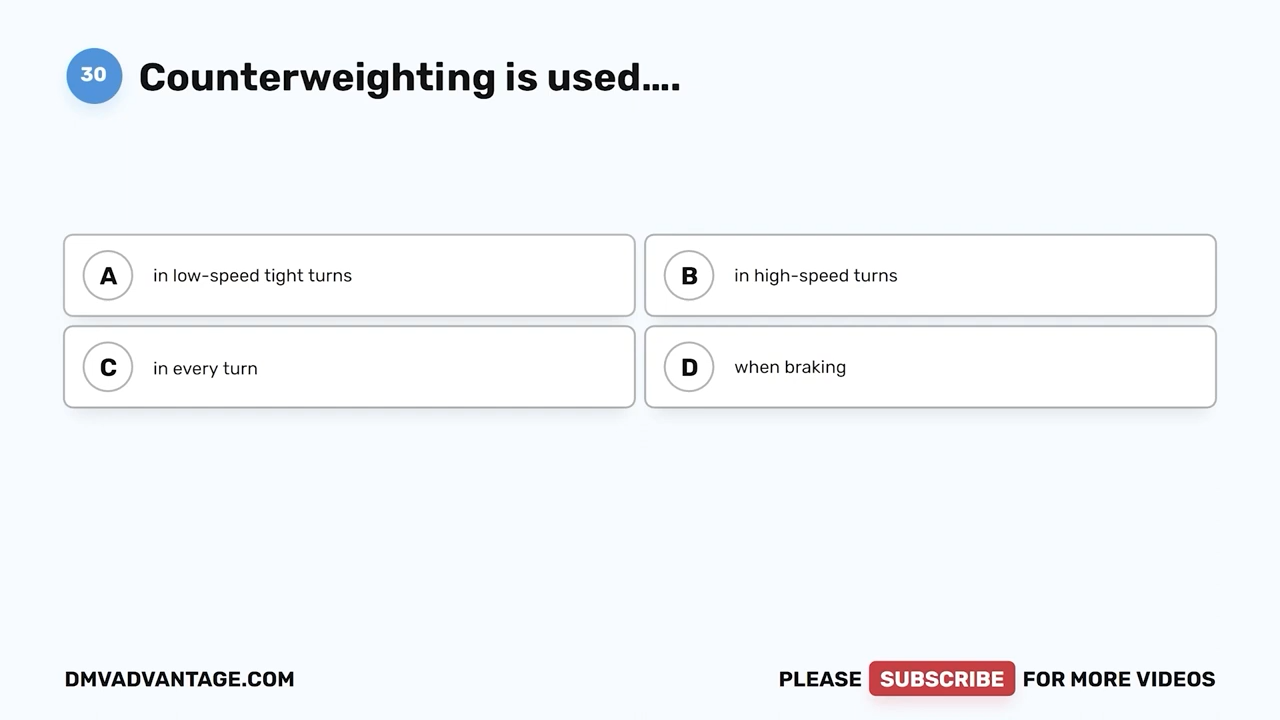 30 Counterweighting is used....
A in low-speed tight turns
B in high-speed turns
C in every turn
D when braking
DMVADVANTAGE.COM
PLEASE SUBSCRIBE FOR MORE VIDEOS